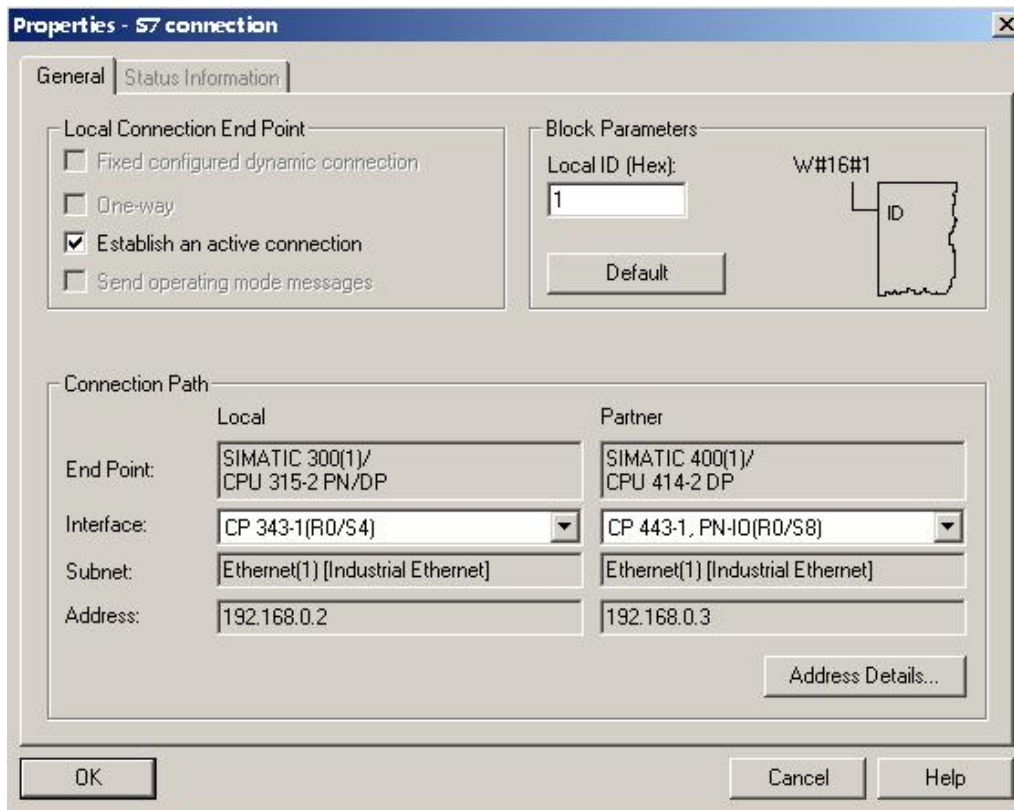 Properties - S7 connection
General
Status Information
Local Connection End Point
Fixed configured dynamic connection
One-way
Establish an active connection
Send operating mode messages
Block Parameters
Local ID (Hex):
W#16#1
1
ID
Default
Connection Path
Local
Partner
End Point:
SIMATIC 300(1)/
CPU 315-2 PN/DP
SIMATIC 400(1)/
CPU 414-2 DP
Interface:
CP 343-1(R0/S4)
CP 443-1, PN-IO(R0/S8)
Subnet:
Ethernet(1) [Industrial Ethernet]
Ethernet(1) [Industrial Ethernet]
Address:
192.168.0.2
192.168.0.3
Address Details...
OK
Cancel
Help